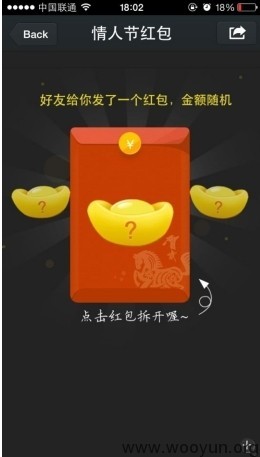 中国联通 18:02 18%
Back 情人节红包
好友给你发了一个红包，金额随机
¥
? ? ?
点击红包拆开喔~
www.wooyun.org